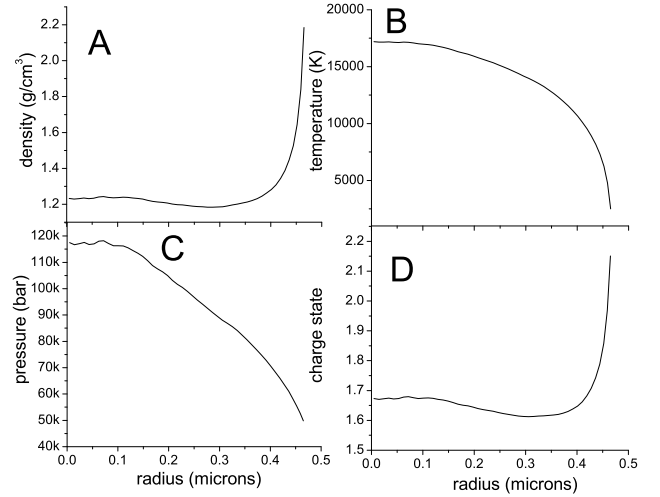 A
2.2
2.0
1.8
1.6
1.4
1.2
density (g/cm³)
B
20000
15000
10000
5000
temperature (K)
C
120k
110k
100k
90k
80k
70k
60k
50k
40k
pressure (bar)
0.0 0.1 0.2 0.3 0.4 0.5
radius (microns)
D
2.2
2.1
2.0
1.9
1.8
1.7
1.6
1.5
charge state
0.0 0.1 0.2 0.3 0.4 0.5
radius (microns)